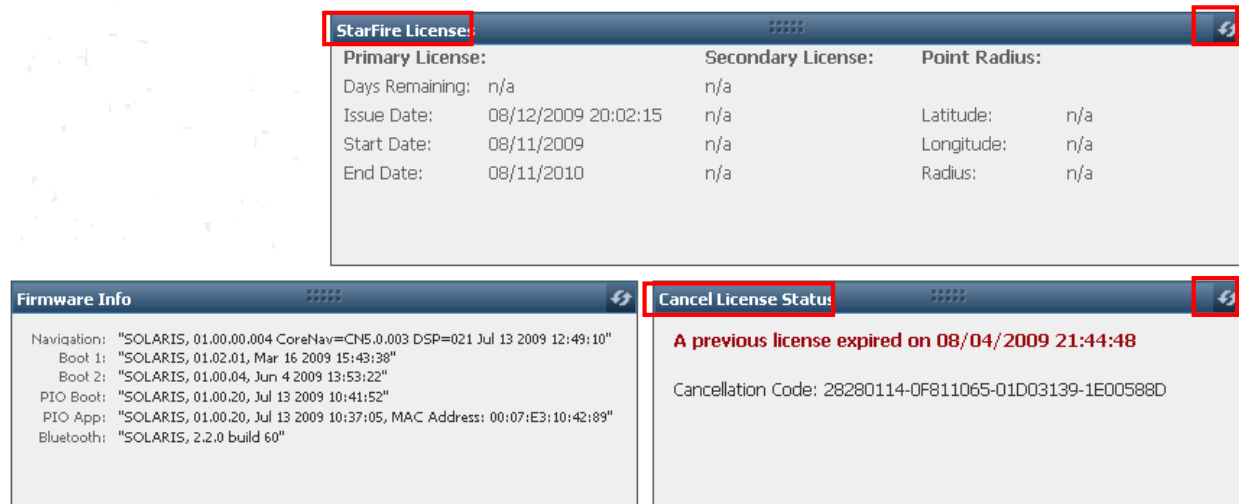 StarFire Licenses
Primary License: Secondary License: Point Radius:
Days Remaining: n/a n/a
Issue Date: 08/12/2009 20:02:15 n/a Latitude: n/a
Start Date: 08/11/2009 n/a Longitude: n/a
End Date: 08/11/2010 n/a Radius: n/a
Firmware Info
Navigation: "SOLARIS, 01.00.00.004 CoreNav=CN5.0.003 DSP=021 Jul 13 2009 12:49:10"
Boot 1: "SOLARIS, 01.02.01, Mar 16 2009 15:43:38"
Boot 2: "SOLARIS, 01.00.04, Jun 4 2009 13:53:22"
PIO Boot: "SOLARIS, 01.00.20, Jul 13 2009 10:41:52"
PIO App: "SOLARIS, 01.00.20, Jul 13 2009 10:37:05, MAC Address: 00:07:E3:10:42:89"
Bluetooth: "SOLARIS, 2.2.0 build 60"
Cancel License Status
A previous license expired on 08/04/2009 21:44:48
Cancellation Code: 28280114-0F811065-01D03139-1E00588D